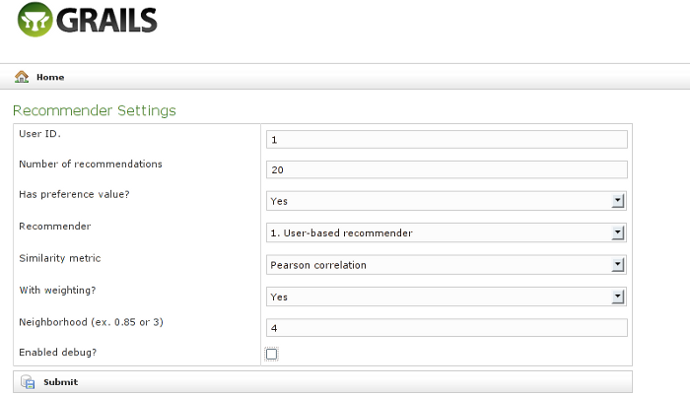 GRAILS
Home
Recommender Settings
User ID.
1
Number of recommendations
20
Has preference value?
Yes
Recommender
1. User-based recommender
Similarity metric
Pearson correlation
With weighting?
Yes
Neighborhood (ex. 0.85 or 3)
4
Enabled debug?
Submit